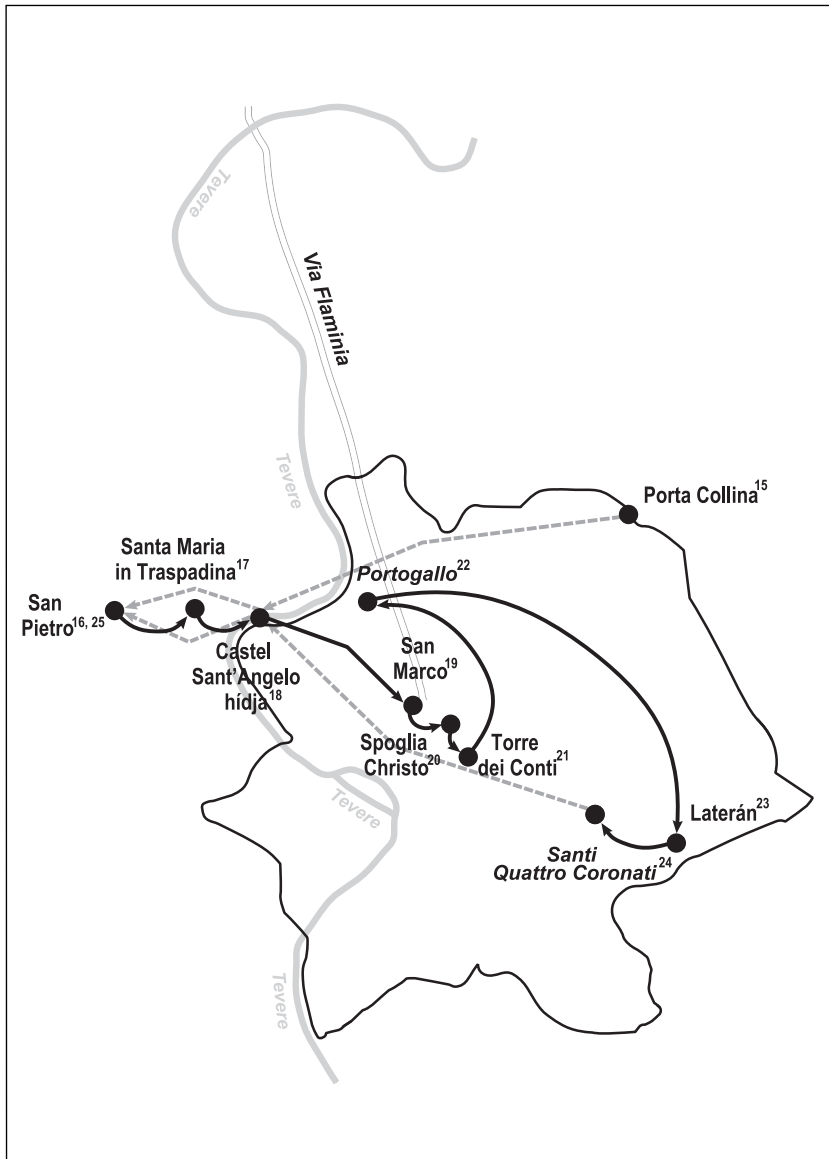 Tevere
Via Flaminia
Tevere
Porta Collina15
Santa Maria
in Traspadina17
Portogallo22
San
Pietro16, 25
Castel
Sant’Angelo
hídja18
San
Marco19
Spoglia
Christo20
Torre
dei Conti21
Tevere
Laterán23
Santi
Quattro Coronati24
Tevere